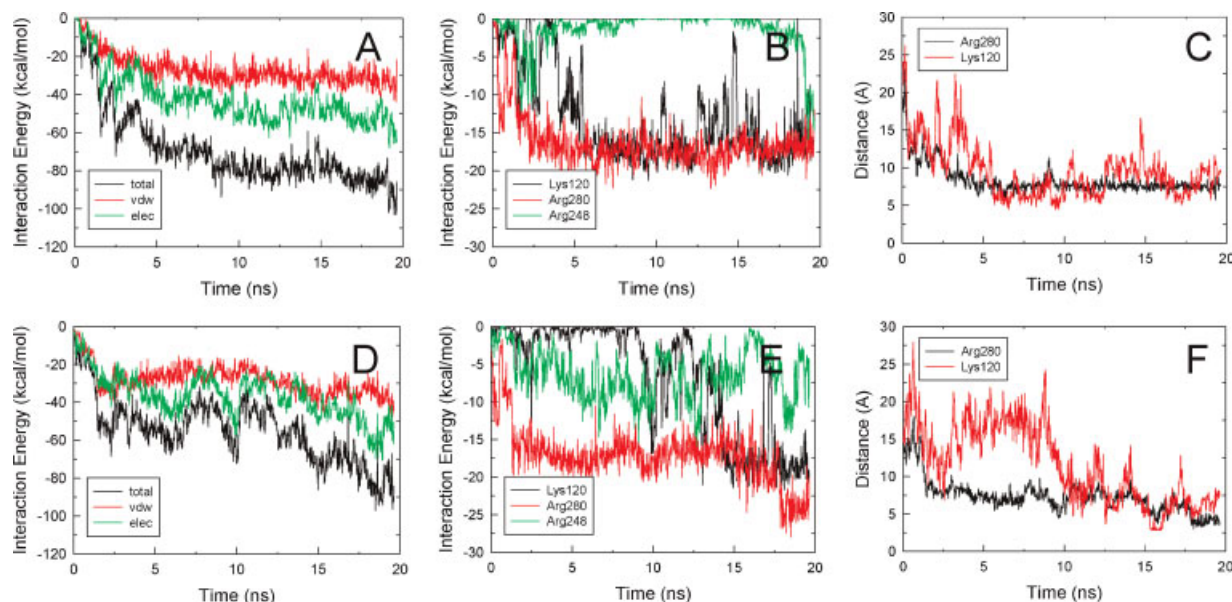 A
Interaction Energy (kcal/mol)
0
-20
-40
-60
-80
-100
-120
total
vdw
elec
0 5 10 15 20
Time (ns)
B
Interaction Energy (kcal/mol)
0
-5
-10
-15
-20
-25
-30
Lys120
Arg280
Arg248
0 5 10 15 20
Time (ns)
C
Distance (A)
30
25
20
15
10
5
0
Arg280
Lys120
0 5 10 15 20
Time (ns)
D
Interaction Energy (kcal/mol)
0
-20
-40
-60
-80
-100
-120
total
vdw
elec
0 5 10 15 20
Time (ns)
E
Interaction Energy (kcal/mol)
0
-5
-10
-15
-20
-25
-30
Lys120
Arg280
Arg248
0 5 10 15 20
Time (ns)
F
Distance (A)
30
25
20
15
10
5
0
Arg280
Lys120
0 5 10 15 20
Time (ns)